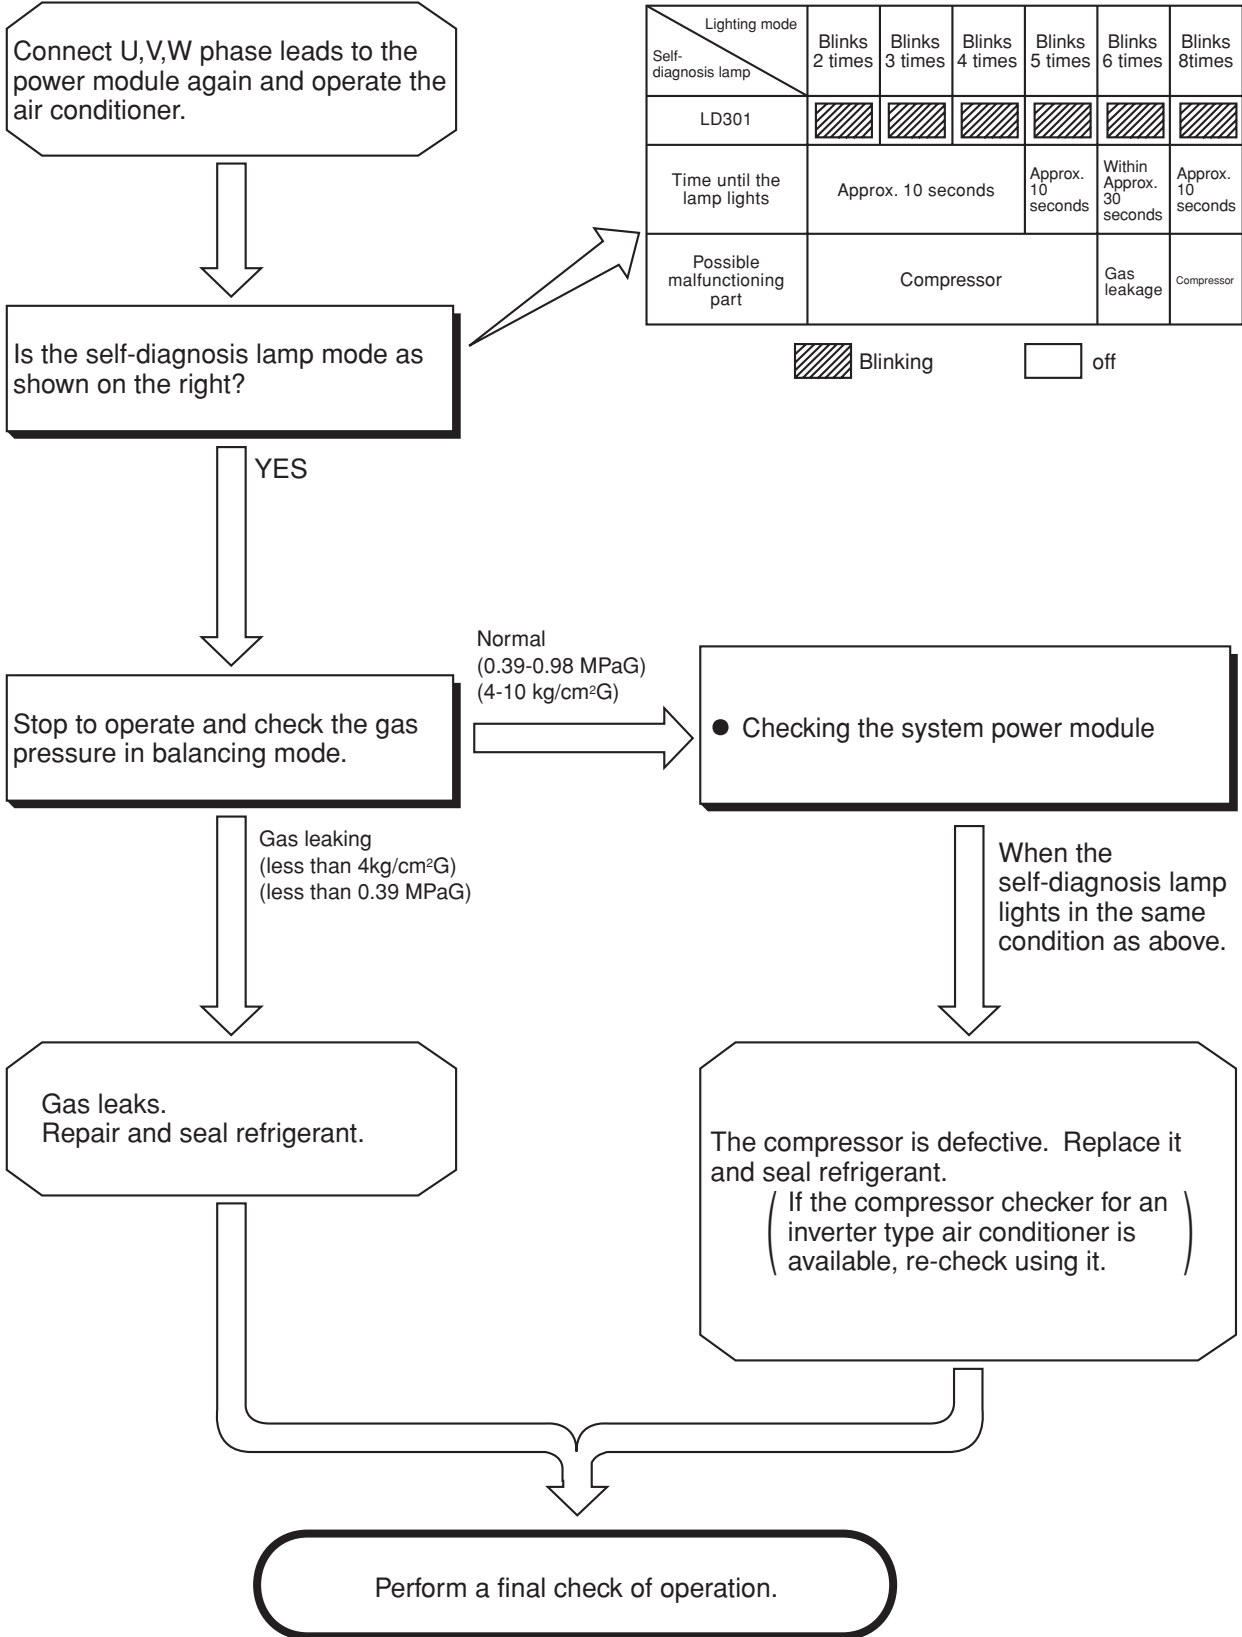 Connect U,V,W phase leads to the
power module again and operate the
air conditioner.
Lighting mode
Self-
diagnosis lamp
Blinks
2 times
Blinks
3 times
Blinks
4 times
Blinks
5 times
Blinks
6 times
Blinks
8times
LD301
Time until the
lamp lights
Approx. 10 seconds
Approx.
10
seconds
Within
Approx.
30
seconds
Approx.
10
seconds
Possible
malfunctioning
part
Compressor
Gas
leakage
Compressor
Blinking
off
Is the self-diagnosis lamp mode as
shown on the right?
YES
Stop to operate and check the gas
pressure in balancing mode.
Normal
(0.39-0.98 MPaG)
(4-10 kg/cm²G)
● Checking the system power module
Gas leaking
(less than 4kg/cm²G)
(less than 0.39 MPaG)
When the
self-diagnosis lamp
lights in the same
condition as above.
Gas leaks.
Repair and seal refrigerant.
The compressor is defective. Replace it
and seal refrigerant.
( If the compressor checker for an
inverter type air conditioner is
available, re-check using it. )
Perform a final check of operation.